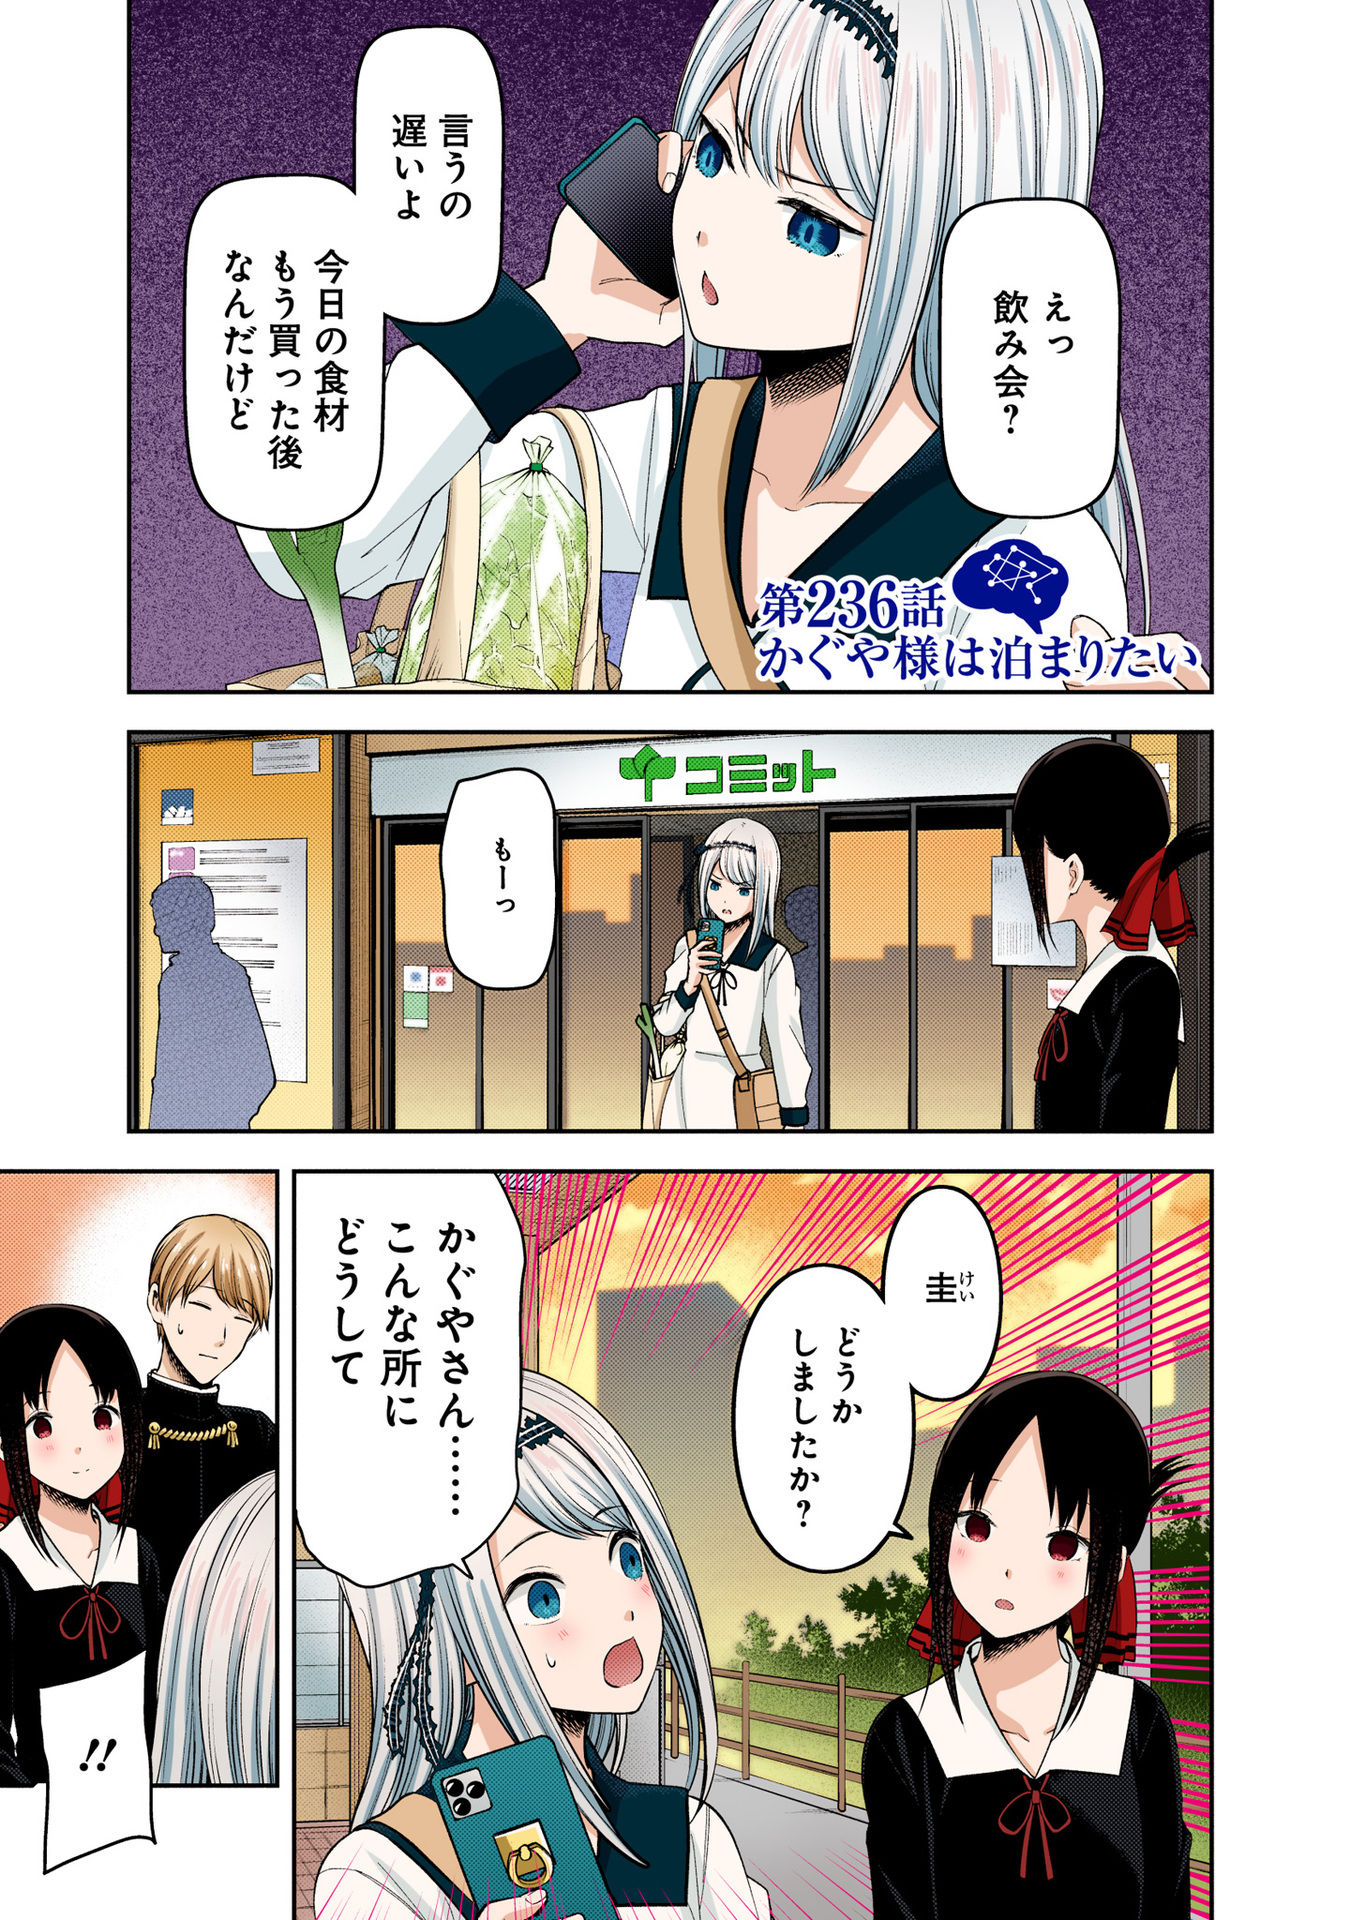 えっ
飲み会？
言うの
遅いよ
今日の食材
もう買った後
なんだけど
第236話
かぐや様は泊まりたい
コミット
もーっ
圭
けい
どうか
しましたか？
かぐやさん……
こんな所に
どうして
!!